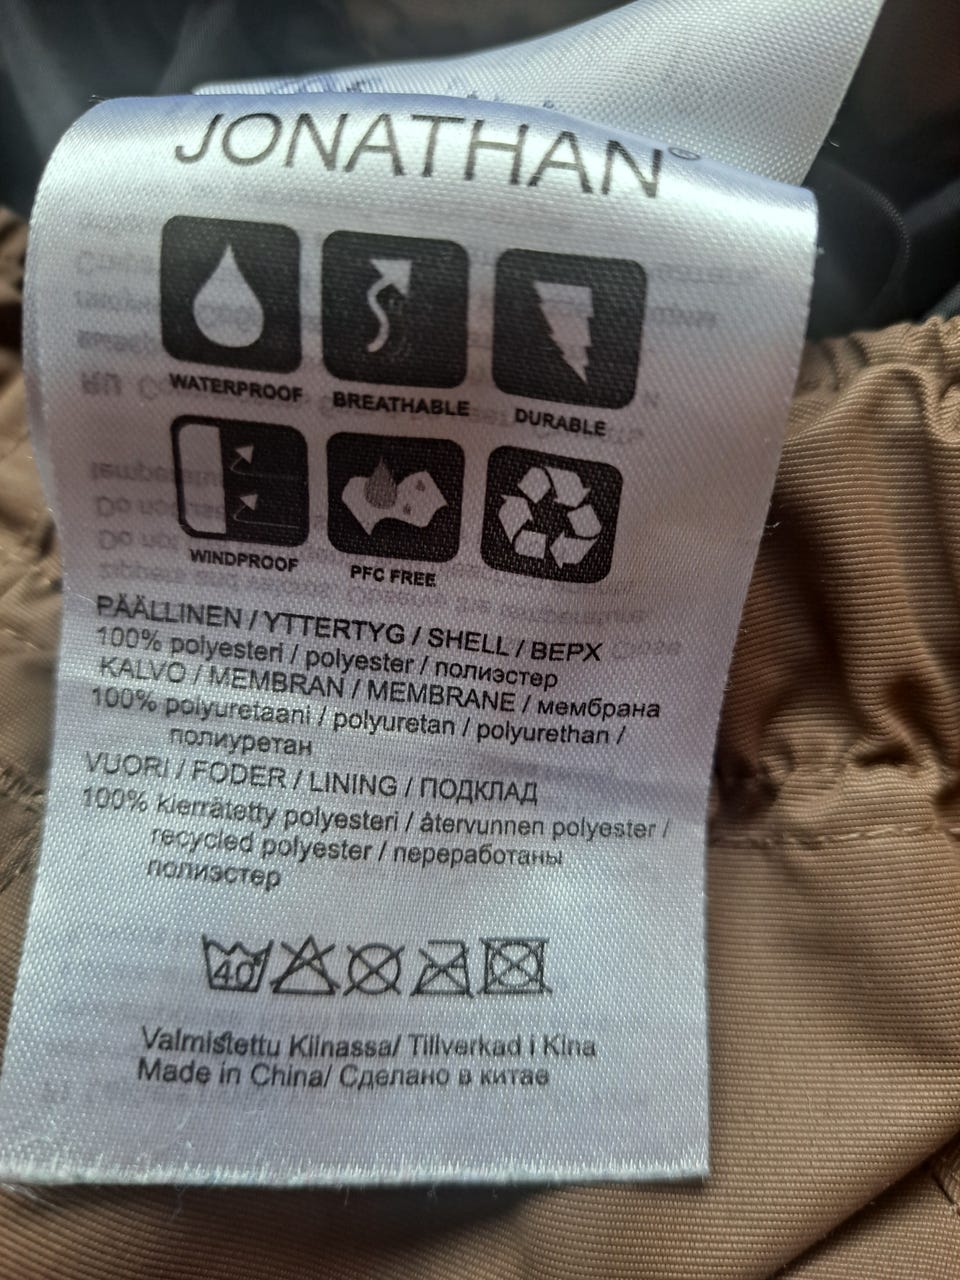 JONATHAN®
WATERPROOF
BREATHABLE
DURABLE
WINDPROOF
PFC FREE
PÄÄLLINEN / YTTERTYG / SHELL / ВЕРХ
100% polyesteri / polyester / полиэстер
KALVO / MEMBRAN / MEMBRANE / мембрана
100% polyuretaani / polyuretan / polyurethan /
полиуретан
VUORI / FODER / LINING / ПОДКЛАД
100% kierrätetty polyesteri / återvunnen polyester /
recycled polyester / переработаны
полиэстер
40
Valmistettu Kiinassa/ Tillverkad i Kina
Made in China/ Сделано в китае